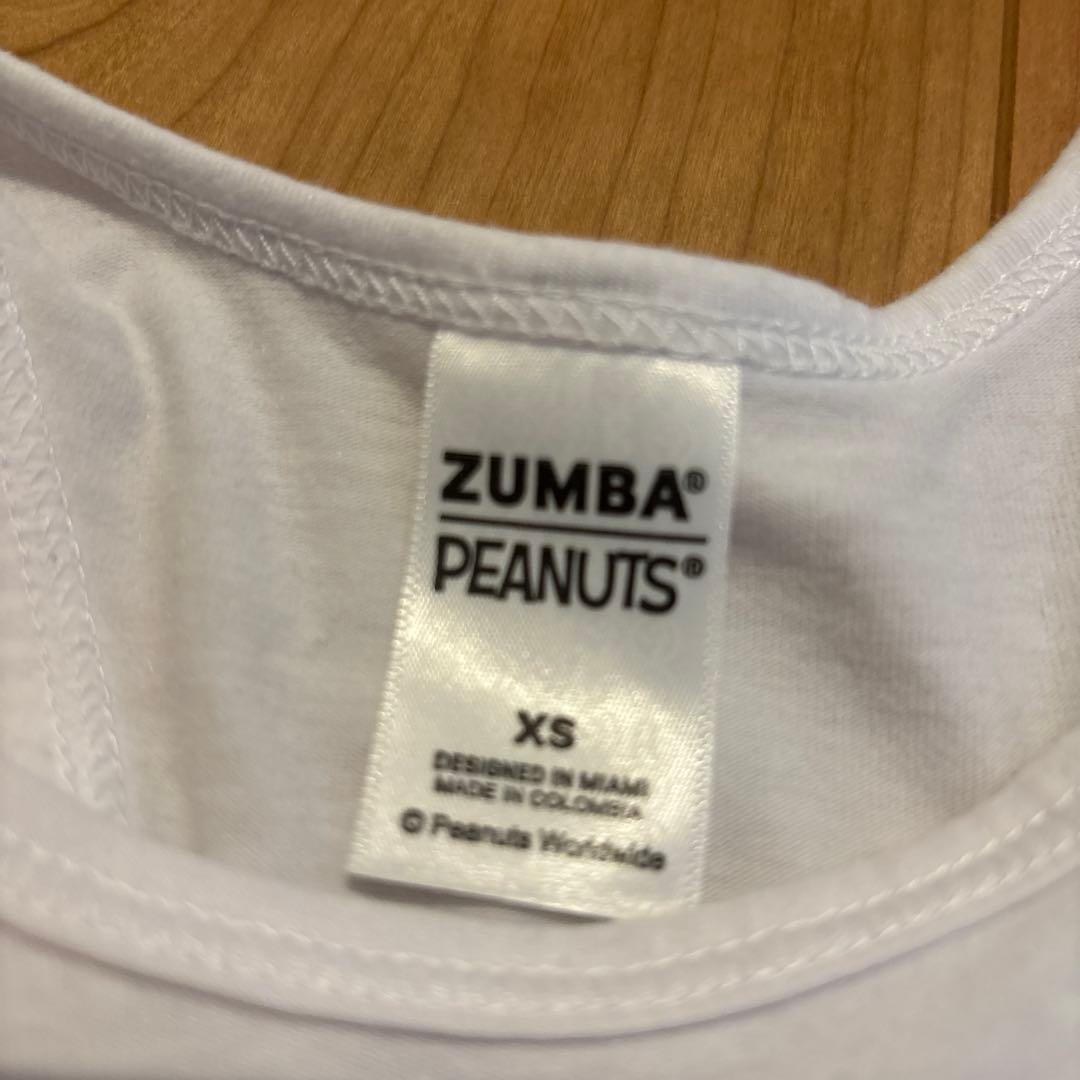 ZUMBA®
PEANUTS®
XS
DESIGNED IN MIAMI
MADE IN COLOMBIA
© Peanuts Worldwide